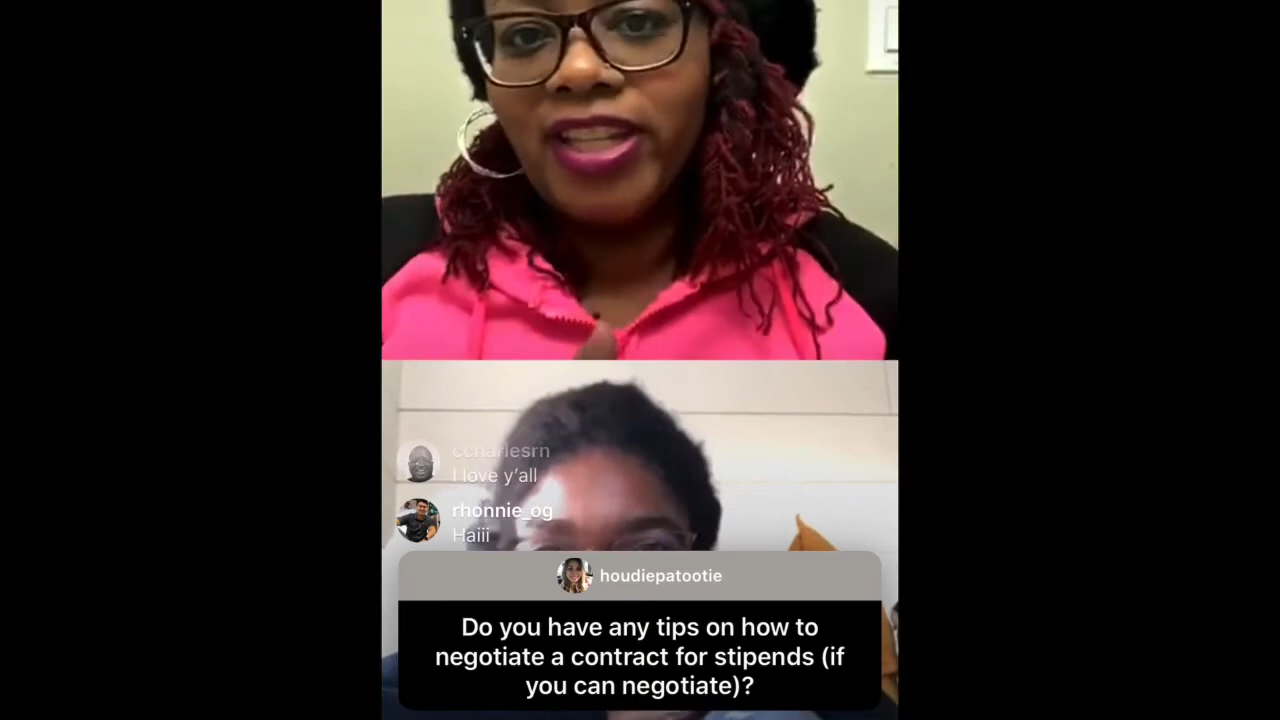 ccharlesrn
I love y'all
rhonnie_og
Haiii
houdiepatootie
Do you have any tips on how to
negotiate a contract for stipends (if
you can negotiate)?